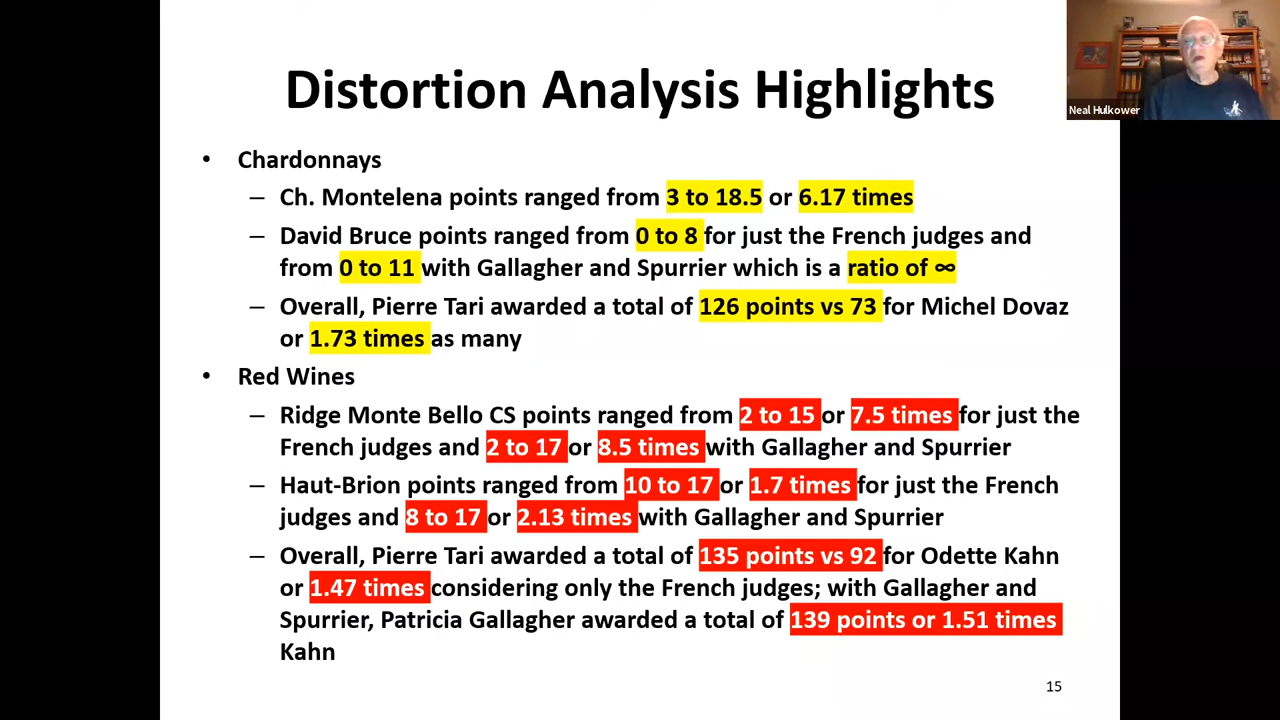 Distortion Analysis Highlights
Neal Hulkower
• Chardonnays
– Ch. Montelena points ranged from 3 to 18.5 or 6.17 times
– David Bruce points ranged from 0 to 8 for just the French judges and
from 0 to 11 with Gallagher and Spurrier which is a ratio of ∞
– Overall, Pierre Tari awarded a total of 126 points vs 73 for Michel Dovaz
or 1.73 times as many
• Red Wines
– Ridge Monte Bello CS points ranged from 2 to 15 or 7.5 times for just the
French judges and 2 to 17 or 8.5 times with Gallagher and Spurrier
– Haut-Brion points ranged from 10 to 17 or 1.7 times for just the French
judges and 8 to 17 or 2.13 times with Gallagher and Spurrier
– Overall, Pierre Tari awarded a total of 135 points vs 92 for Odette Kahn
or 1.47 times considering only the French judges; with Gallagher and
Spurrier, Patricia Gallagher awarded a total of 139 points or 1.51 times
Kahn
15